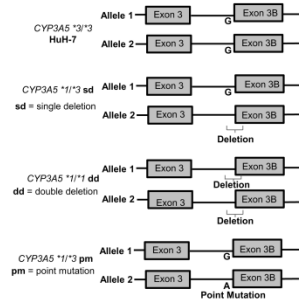 Allele 1 Exon 3 G Exon 3B
CYP3A5 *3/*3
HuH-7
Allele 2 Exon 3 G Exon 3B
Allele 1 Exon 3 G Exon 3B
CYP3A5 *1/*3 sd
sd = single deletion
Allele 2 Exon 3 Exon 3B
Deletion
Allele 1 Exon 3 Exon 3B
CYP3A5 *1/*1 dd
dd = double deletion
Deletion
Allele 2 Exon 3 Exon 3B
Deletion
Allele 1 Exon 3 G Exon 3B
CYP3A5 *1/*3 pm
pm = point mutation
Allele 2 Exon 3 A Exon 3B
Point Mutation